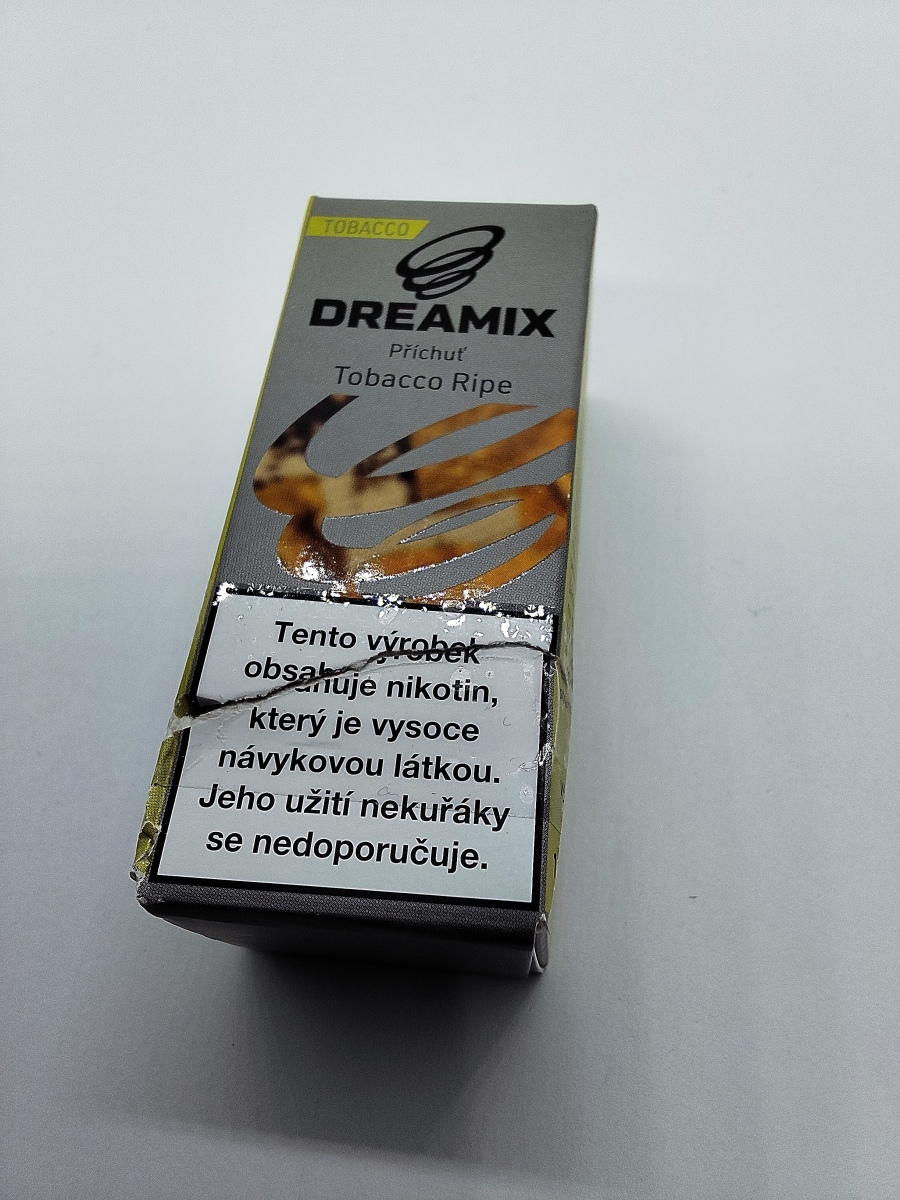 TOBACCO
DREAMIX
Příchuť
Tobacco Ripe
Tento výrobek
obsahuje nikotin,
který je vysoce
návykovou látkou.
Jeho užití nekuřáky
se nedoporučuje.